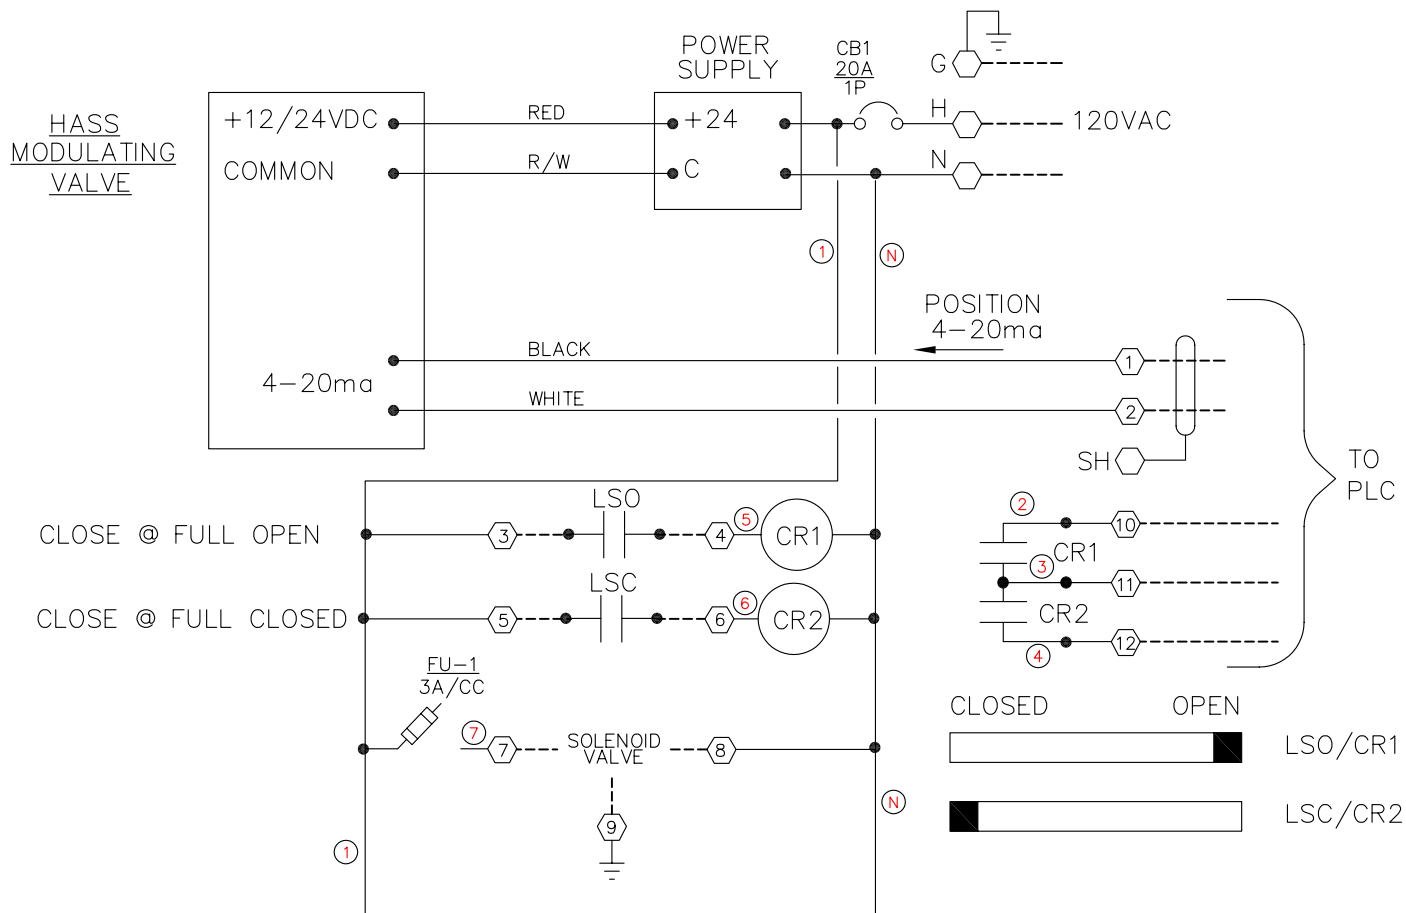 POWER
SUPPLY
CB1
20A
1P
G
HASS
MODULATING
VALVE
+12/24VDC
RED
+24
H
120VAC
COMMON
R/W
C
N
1
N
POSITION
4-20ma
BLACK
1
4-20ma
WHITE
2
SH
TO
PLC
CLOSE @ FULL OPEN
3
LSO
4
5
CR1
2
10
CR1
3
11
CLOSE @ FULL CLOSED
5
LSC
6
6
CR2
CR2
4
12
FU-1
3A/CC
7
7
SOLENOID
VALVE
8
9
N
1
CLOSED
OPEN
LSO/CR1
LSC/CR2